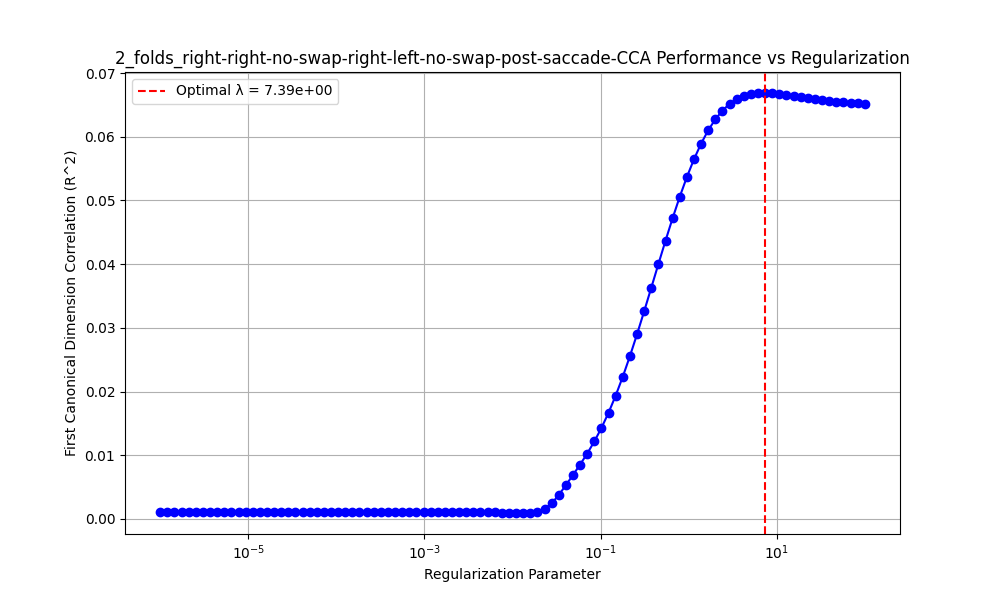 2_folds_right-right-no-swap-right-left-no-swap-post-saccade-CCA Performance vs Regularization
Optimal λ = 7.39e+00
First Canonical Dimension Correlation (R^2)
0.07
0.06
0.05
0.04
0.03
0.02
0.01
0.00
10⁻⁵ 10⁻³ 10⁻¹ 10¹
Regularization Parameter